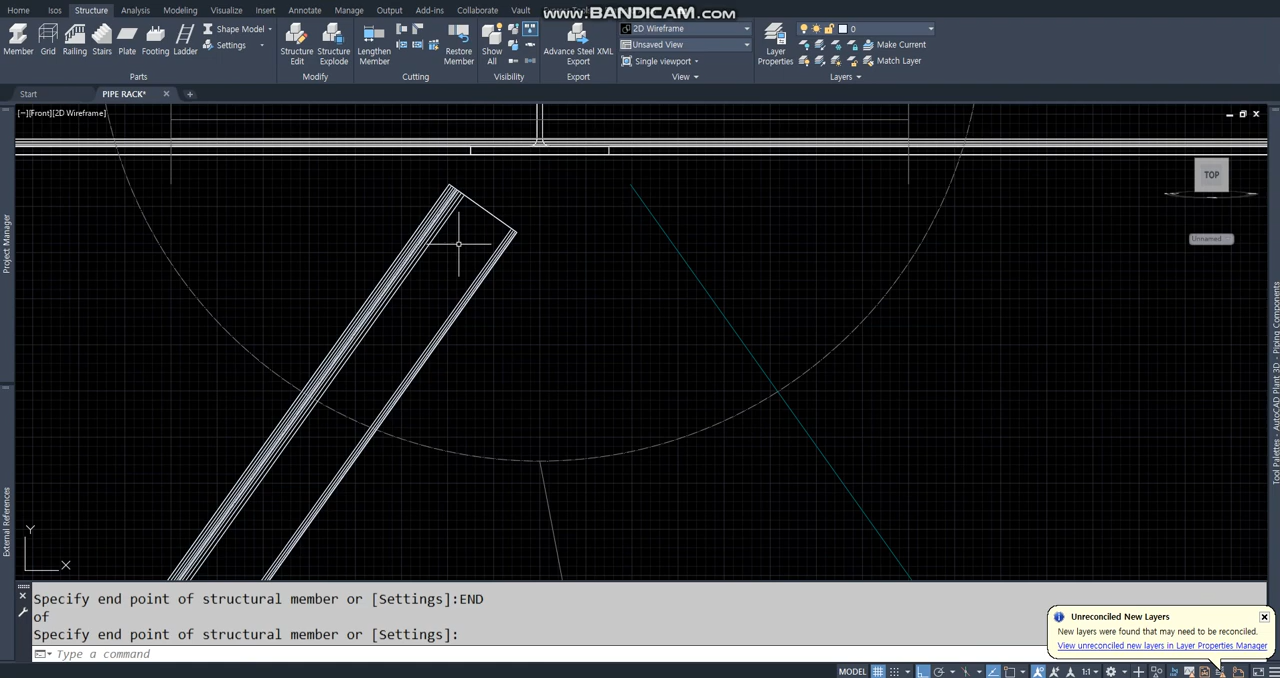 www.BANDICAM.com
Home Isos Structure Analysis Modeling Visualize Insert Annotate Manage Output Add-ins Collaborate Vault
Member Grid Railing Stairs Plate Footing Ladder
Shape Model
Settings
Structure Edit
Structure Explode
Lengthen Member
Restore Member
Show All
Advance Steel XML Export
2D Wireframe
Unsaved View
Single viewport
Layer Properties
0
Make Current
Match Layer
Parts Modify Cutting Visibility Export View Layers
Start PIPE RACK*
[−][Front][2D Wireframe]
TOP
Unnamed
Project Manager
External References
Tool Palettes - AutoCAD Plant 3D - Piping Components
Y
X
Specify end point of structural member or [Settings]:END
of
Specify end point of structural member or [Settings]:
Type a command
Unreconciled New Layers
New layers were found that may need to be reconciled.
View unreconciled new layers in Layer Properties Manager
MODEL 1:1